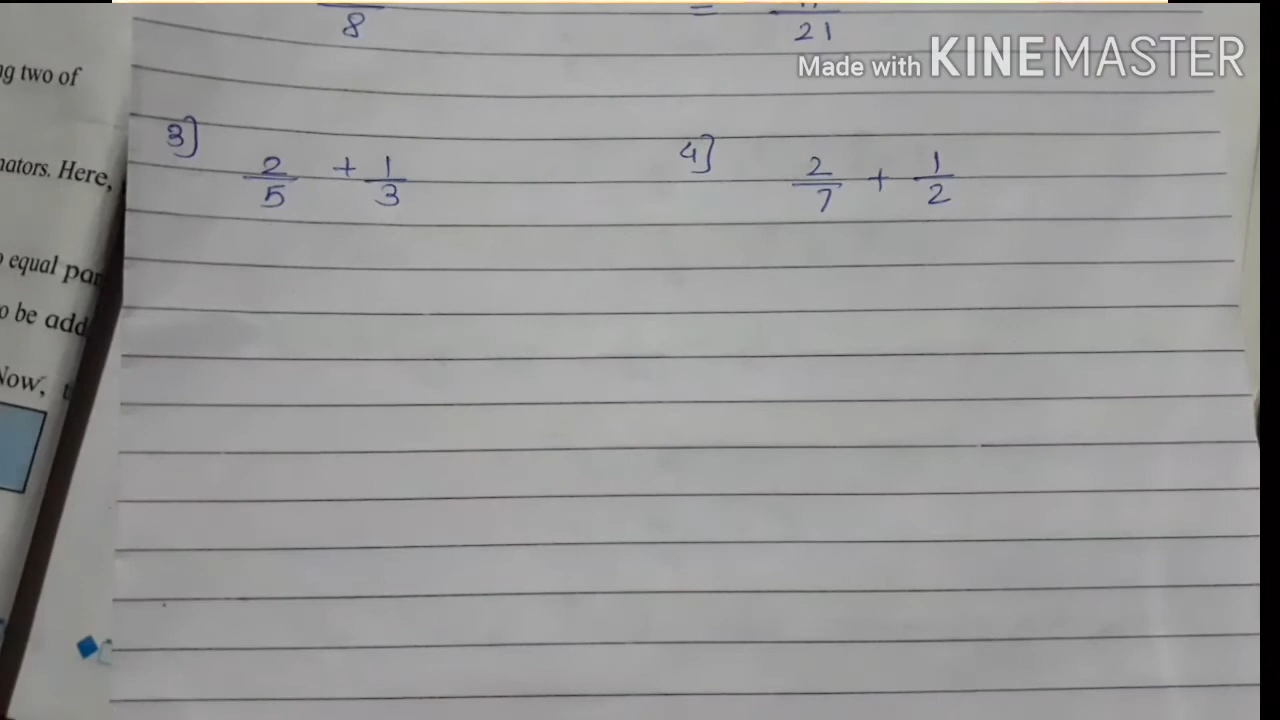 8
=
21
Made with KINEMASTER
g two of
nators. Here,
equal par
o be add
Now, t
3] 2/5 + 1/3
4] 2/7 + 1/2